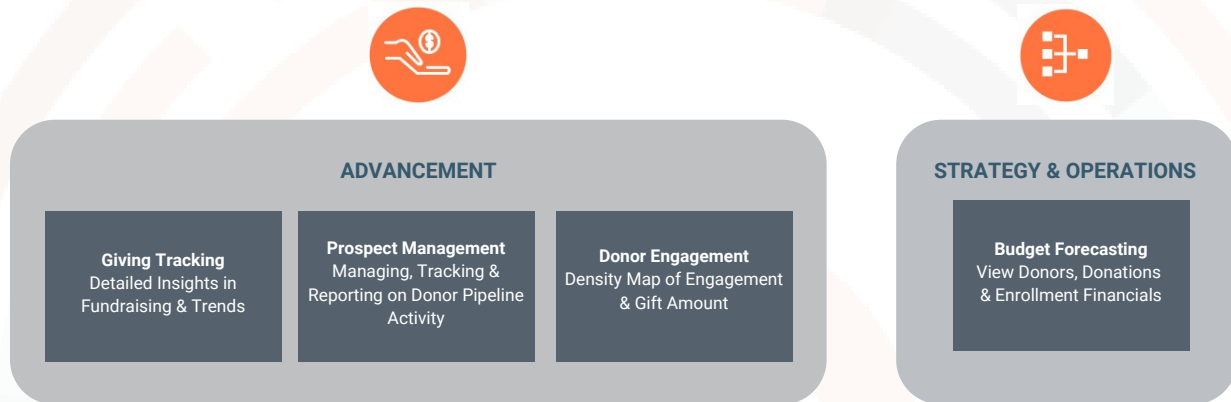 ADVANCEMENT
Giving Tracking
Detailed Insights in
Fundraising & Trends
Prospect Management
Managing, Tracking &
Reporting on Donor Pipeline
Activity
Donor Engagement
Density Map of Engagement
& Gift Amount
STRATEGY & OPERATIONS
Budget Forecasting
View Donors, Donations
& Enrollment Financials